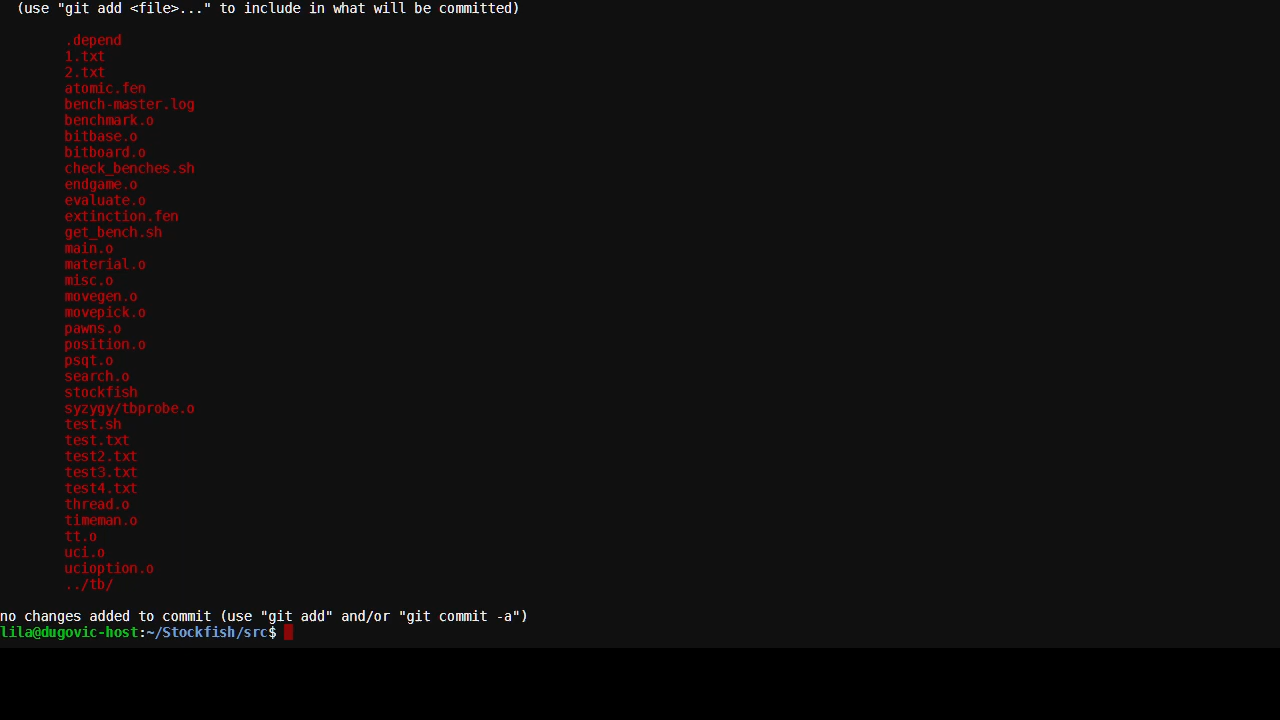 (use "git add <file>..." to include in what will be committed)
.depend
1.txt
2.txt
atomic.fen
bench-master.log
benchmark.o
bitbase.o
bitboard.o
check_benches.sh
endgame.o
evaluate.o
extinction.fen
get_bench.sh
main.o
material.o
misc.o
movegen.o
movepick.o
pawns.o
position.o
psqt.o
search.o
stockfish
syzygy/tbprobe.o
test.sh
test.txt
test2.txt
test3.txt
test4.txt
thread.o
timeman.o
tt.o
uci.o
ucioption.o
../tb/
no changes added to commit (use "git add" and/or "git commit -a")
lila@dugovic-host:~/Stockfish/src$